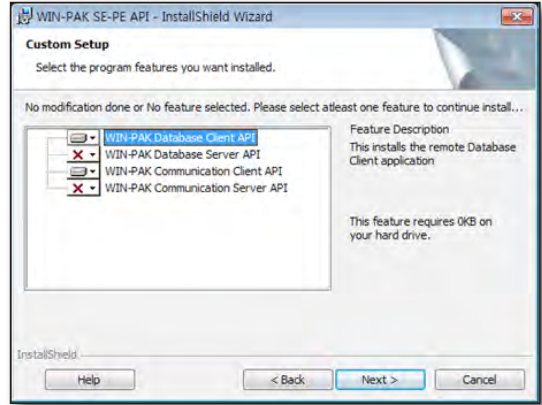 WIN-PAK SE-PE API - InstallShield Wizard
Custom Setup
Select the program features you want installed.
No modification done or No feature selected. Please select atleast one feature to continue install...
WIN-PAK Database Client API
WIN-PAK Database Server API
WIN-PAK Communication Client API
WIN-PAK Communication Server API
Feature Description
This installs the remote Database
Client application
This feature requires 0KB on
your hard drive.
InstallShield
Help
< Back
Next >
Cancel